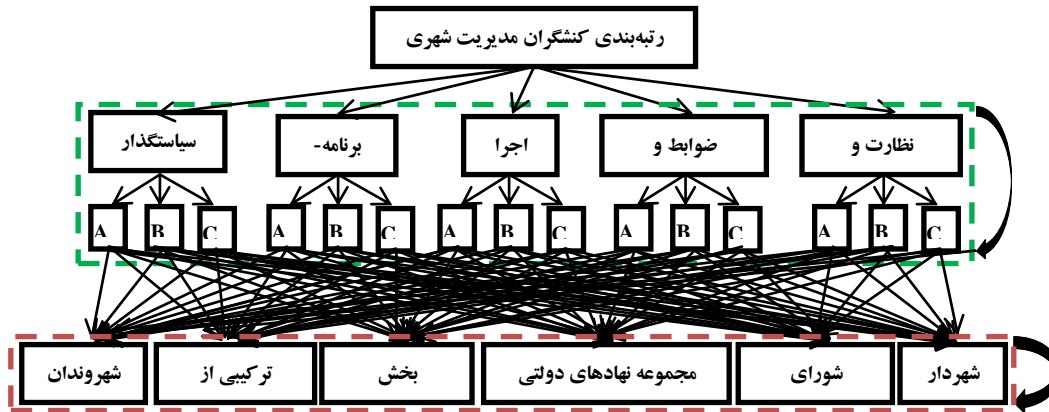 رتبه‌بندی کنشگران مدیریت شهری
نظارت و
ضوابط و
اجرا
برنامه-
سیاستگذار
A B C A B C A B C A B C A B C
شهردار
شورای
مجموعه نهادهای دولتی
بخش
ترکیبی از
شهروندان